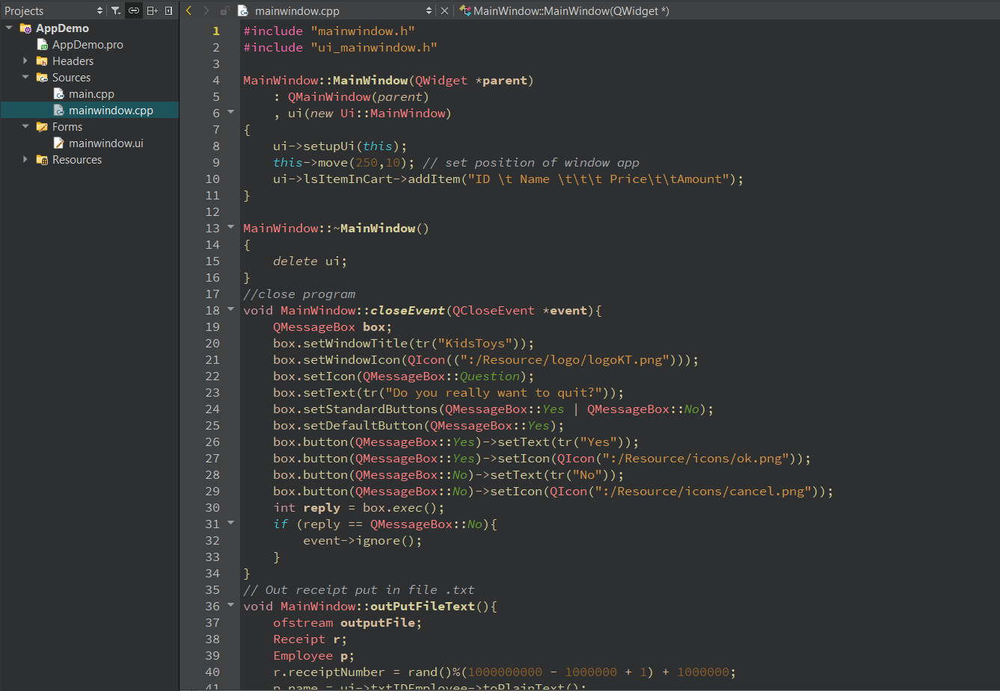 Projects
mainwindow.cpp
MainWindow::MainWindow(QWidget *)
AppDemo
AppDemo.pro
Headers
Sources
main.cpp
mainwindow.cpp
Forms
mainwindow.ui
Resources
1 #include "mainwindow.h"
2 #include "ui_mainwindow.h"
3
4 MainWindow::MainWindow(QWidget *parent)
5     : QMainWindow(parent)
6     , ui(new Ui::MainWindow)
7 {
8     ui->setupUi(this);
9     this->move(250,10); // set position of window app
10     ui->lsItemInCart->addItem("ID \t Name \t\t\t Price\t\tAmount");
11 }
12
13 MainWindow::~MainWindow()
14 {
15     delete ui;
16 }
17 //close program
18 void MainWindow::closeEvent(QCloseEvent *event){
19     QMessageBox box;
20     box.setWindowTitle(tr("KidsToys"));
21     box.setWindowIcon(QIcon((":/Resource/logo/logoKT.png")));
22     box.setIcon(QMessageBox::Question);
23     box.setText(tr("Do you really want to quit?"));
24     box.setStandardButtons(QMessageBox::Yes | QMessageBox::No);
25     box.setDefaultButton(QMessageBox::Yes);
26     box.button(QMessageBox::Yes)->setText(tr("Yes"));
27     box.button(QMessageBox::Yes)->setIcon(QIcon(":/Resource/icons/ok.png"));
28     box.button(QMessageBox::No)->setText(tr("No"));
29     box.button(QMessageBox::No)->setIcon(QIcon(":/Resource/icons/cancel.png"));
30     int reply = box.exec();
31     if (reply == QMessageBox::No){
32         event->ignore();
33     }
34 }
35 // Out receipt put in file .txt
36 void MainWindow::outPutFileText(){
37     ofstream outputFile;
38     Receipt r;
39     Employee p;
40     r.receiptNumber = rand()%(1000000000 - 1000000 + 1) + 1000000;
41     p.name = ui->txtIDEmployee->toPlainText();